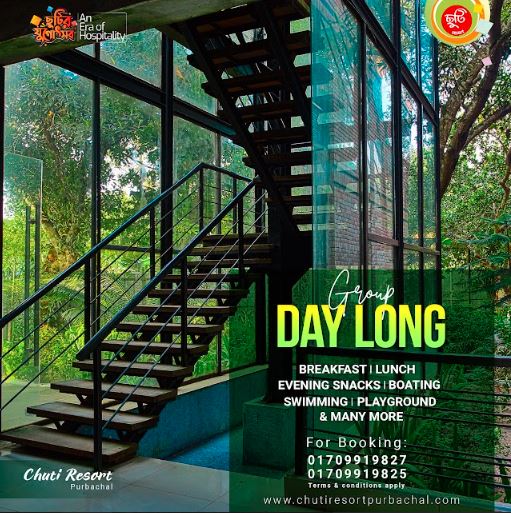 ছুটির
যুগোৎসব
An
Era of
Hospitality
ছুটি
Group
DAY LONG
BREAKFAST | LUNCH
EVENING SNACKS | BOATING
SWIMMING | PLAYGROUND
& MANY MORE
For Booking:
01709919827
01709919825
Terms & conditions apply
Chuti Resort
Purbachal
www.chutiresortpurbachal.com